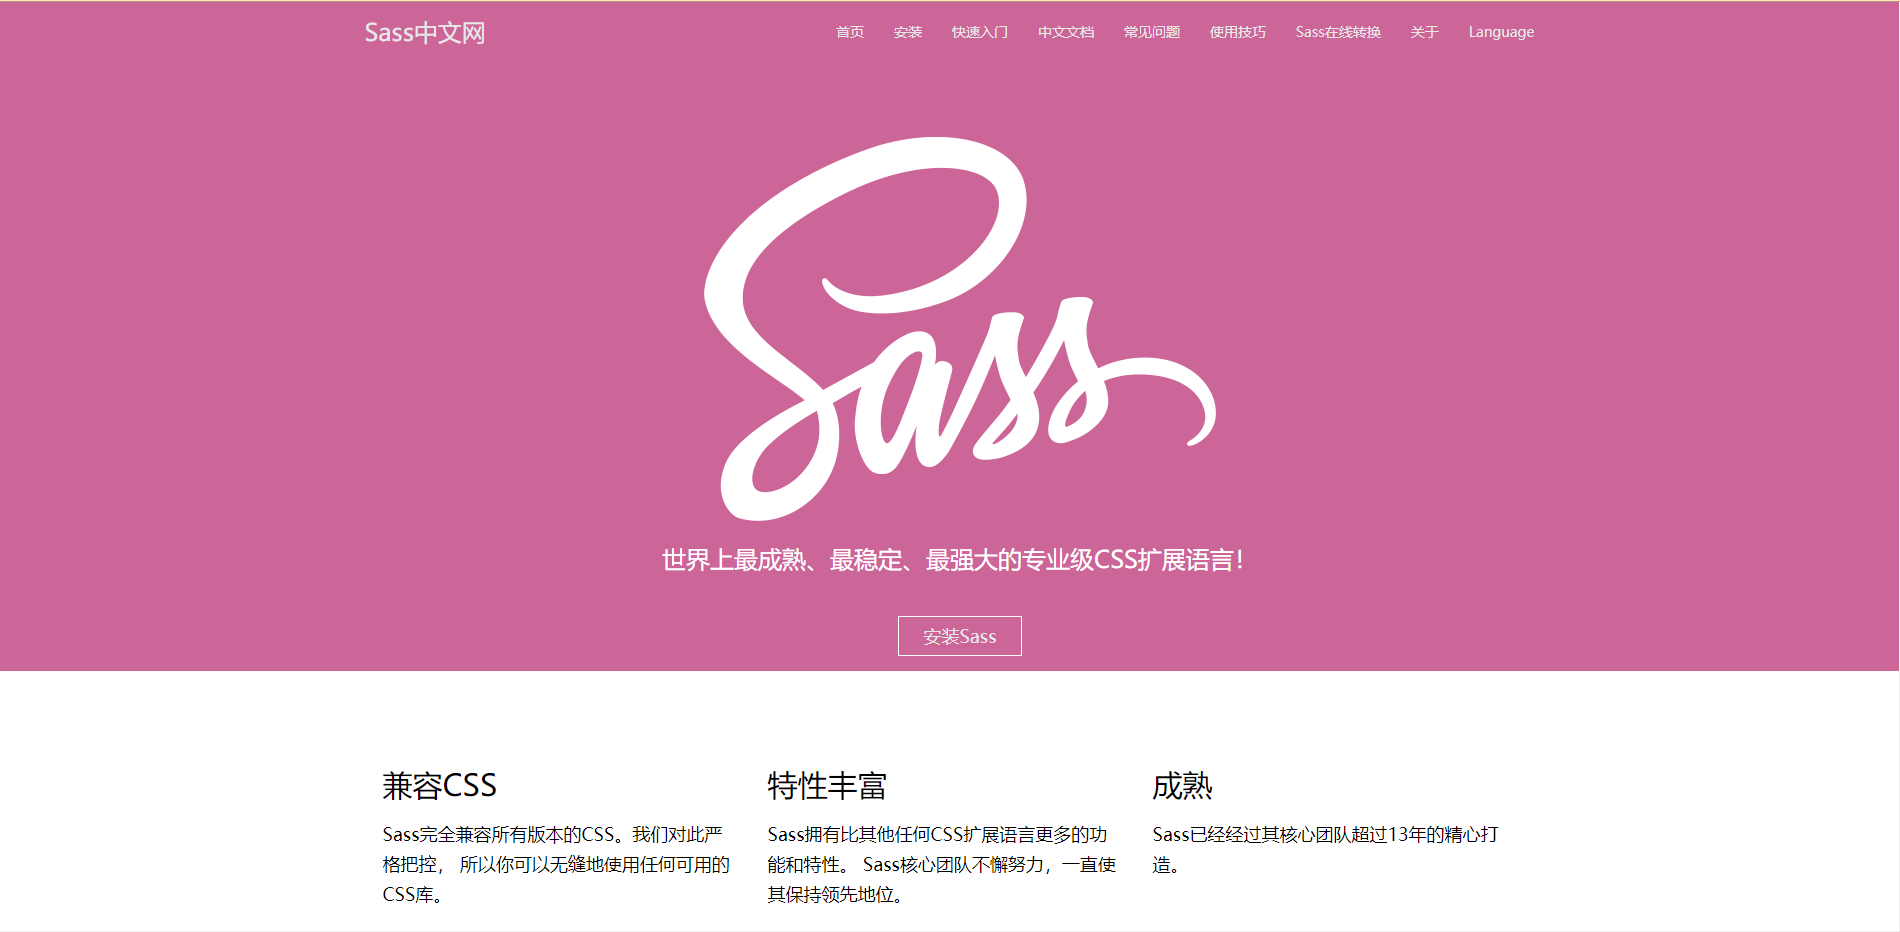 Sass中文网
首页 安装 快速入门 中文文档 常见问题 使用技巧 Sass在线转换 关于 Language
Sass
世界上最成熟、最稳定、最强大的专业级CSS扩展语言！
安装Sass
兼容CSS
Sass完全兼容所有版本的CSS。我们对此严
格把控， 所以你可以无缝地使用任何可用的
CSS库。
特性丰富
Sass拥有比其他任何CSS扩展语言更多的功
能和特性。 Sass核心团队不懈努力，一直使
其保持领先地位。
成熟
Sass已经经过其核心团队超过13年的精心打
造。